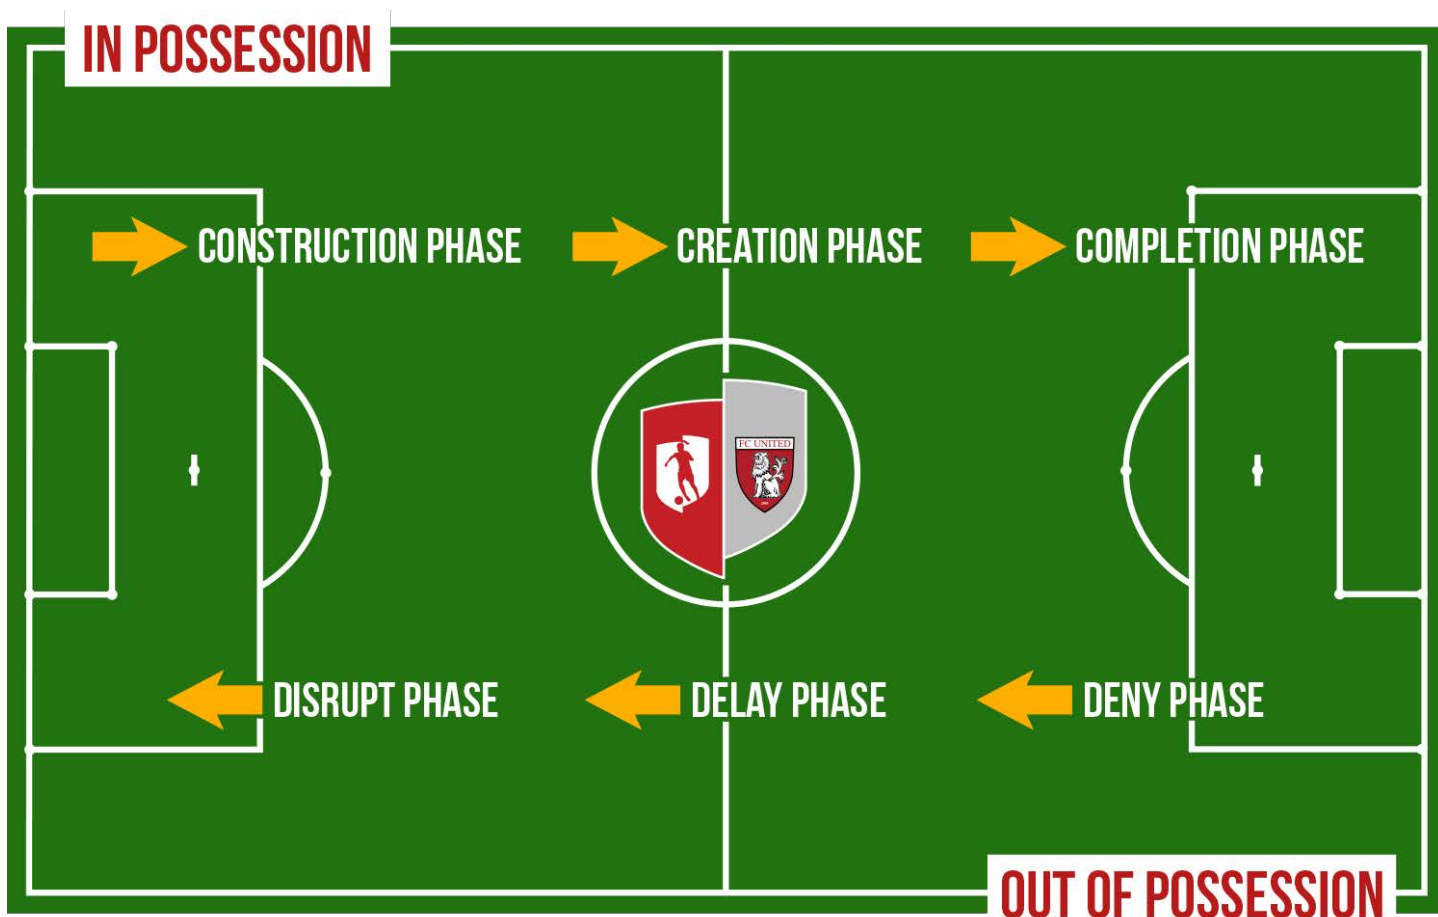 IN POSSESSION
CONSTRUCTION PHASE
CREATION PHASE
COMPLETION PHASE
FC UNITED
DISRUPT PHASE
DELAY PHASE
DENY PHASE
OUT OF POSSESSION